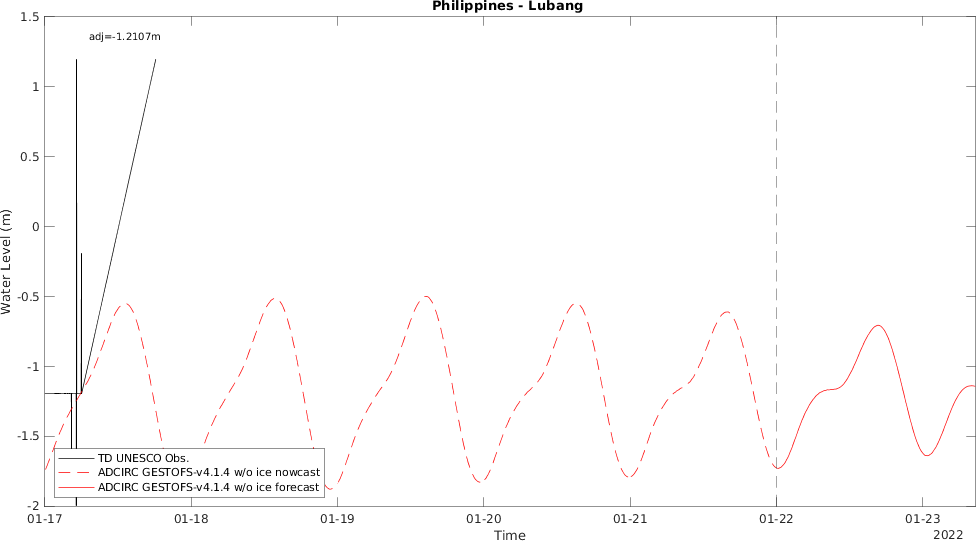 Philippines - Lubang
adj=-1.2107m
1.5
1
0.5
0
-0.5
-1
-1.5
-2
Water Level (m)
TD UNESCO Obs.
ADCIRC GESTOFS-v4.1.4 w/o ice nowcast
ADCIRC GESTOFS-v4.1.4 w/o ice forecast
01-17 01-18 01-19 01-20 01-21 01-22 01-23
Time
2022